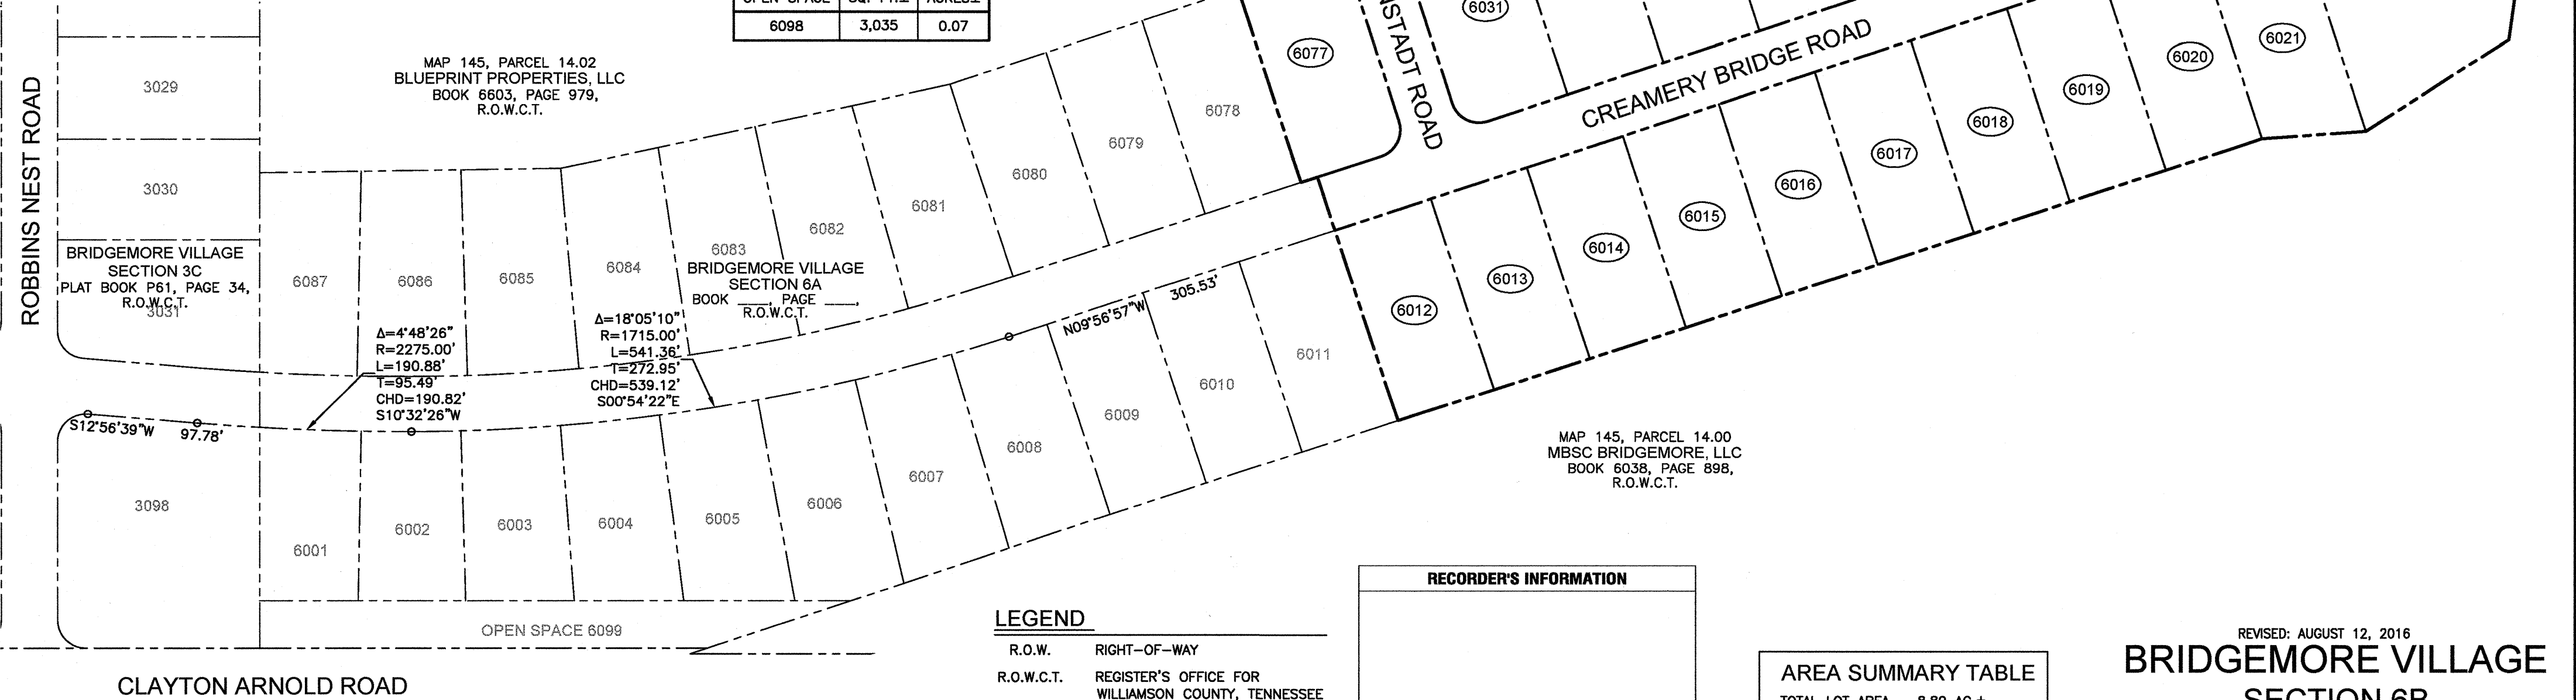 6098 3,035 0.07
MAP 145, PARCEL 14.02
BLUEPRINT PROPERTIES, LLC
BOOK 6603, PAGE 979,
R.O.W.C.T.
ROBBINS NEST ROAD
3029
3030
BRIDGEMORE VILLAGE
SECTION 3C
PLAT BOOK P61, PAGE 34,
R.O.W.C.T.
3031
6087
6086
6085
6084
6083
6082
6081
6080
6079
6078
6077
6031
ROAD
CREAMERY BRIDGE ROAD
6021
6020
6019
6018
6017
6016
6015
6014
6013
6012
BRIDGEMORE VILLAGE
SECTION 6A
BOOK ____, PAGE ____,
R.O.W.C.T.
Δ=4°48'26"
R=2275.00'
L=190.88'
T=95.49'
CHD=190.82'
S10°32'26"W
Δ=18°05'10"
R=1715.00'
L=541.36'
T=272.95'
CHD=539.12'
S00°54'22"E
N09°56'57"W 305.53'
S12°56'39"W 97.78'
3098
6001
6002
6003
6004
6005
6006
6007
6008
6009
6010
6011
OPEN SPACE 6099
CLAYTON ARNOLD ROAD
MAP 145, PARCEL 14.00
MBSC BRIDGEMORE, LLC
BOOK 6038, PAGE 898,
R.O.W.C.T.
LEGEND
R.O.W. RIGHT-OF-WAY
R.O.W.C.T. REGISTER'S OFFICE FOR
WILLIAMSON COUNTY, TENNESSEE
RECORDER'S INFORMATION
AREA SUMMARY TABLE
TOTAL LOT AREA
REVISED: AUGUST 12, 2016
BRIDGEMORE VILLAGE
SECTION 6B